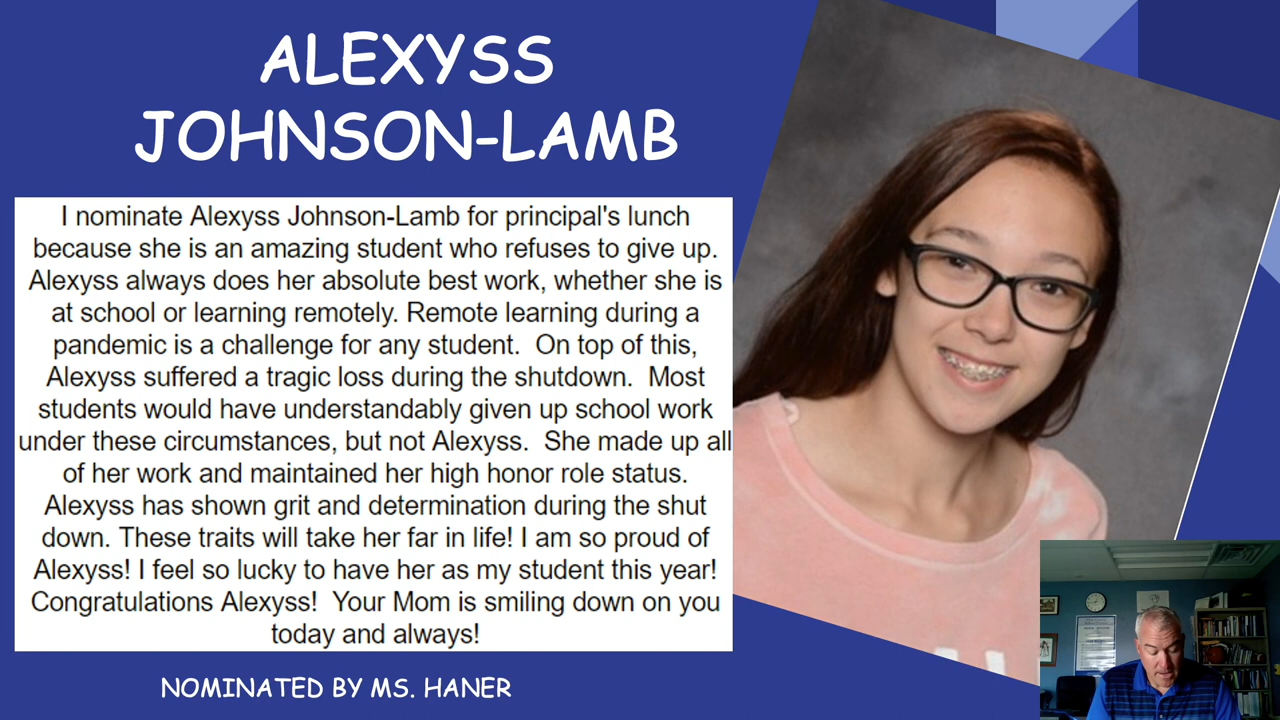 ALEXYSS
JOHNSON-LAMB
I nominate Alexyss Johnson-Lamb for principal's lunch
because she is an amazing student who refuses to give up.
Alexyss always does her absolute best work, whether she is
at school or learning remotely. Remote learning during a
pandemic is a challenge for any student.  On top of this,
Alexyss suffered a tragic loss during the shutdown.  Most
students would have understandably given up school work
under these circumstances, but not Alexyss.  She made up all
of her work and maintained her high honor role status.
Alexyss has shown grit and determination during the shut
down. These traits will take her far in life! I am so proud of
Alexyss! I feel so lucky to have her as my student this year!
Congratulations Alexyss!  Your Mom is smiling down on you
today and always!
NOMINATED BY MS. HANER